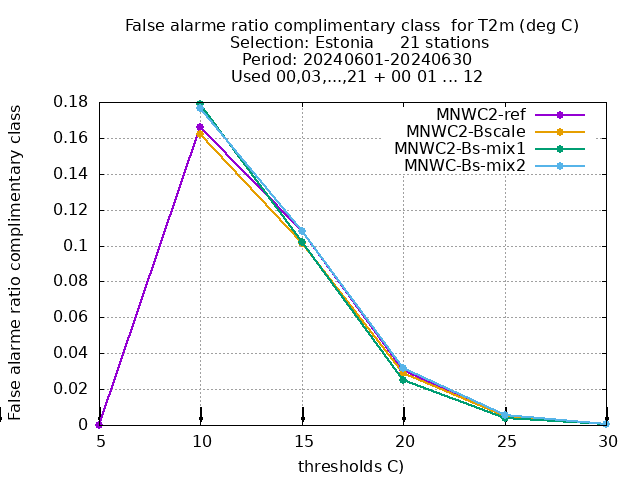 False alarme ratio complimentary class  for T2m (deg C)
Selection: Estonia     21 stations
Period: 20240601-20240630
Used 00,03,...,21 + 00 01 ... 12
False alarme ratio complimentary class
MNWC2-ref
MNWC2-Bscale
MNWC2-Bs-mix1
MNWC-Bs-mix2
0.18
0.16
0.14
0.12
0.1
0.08
0.06
0.04
0.02
0
5 10 15 20 25 30
thresholds C)